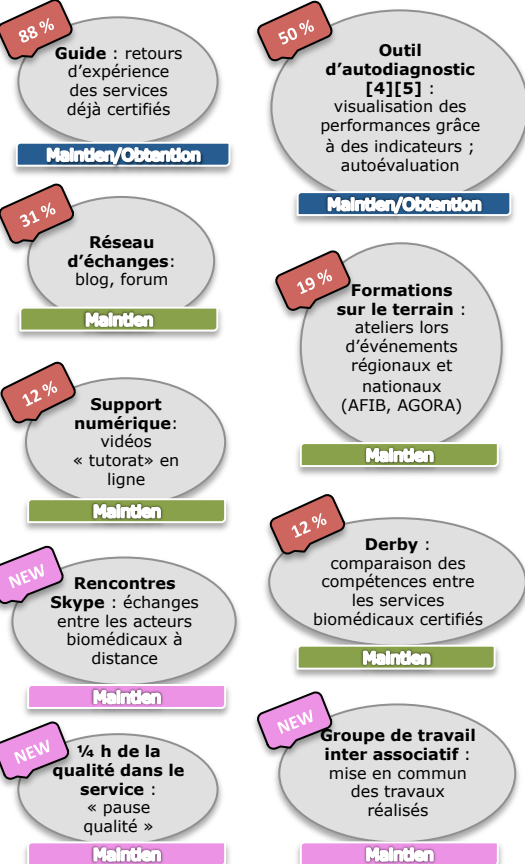 88 %
Guide : retours
d'expérience
des services
déjà certifiés
Maintien/Obtention
50 %
Outil
d'autodiagnostic
[4][5] :
visualisation des
performances grâce
à des indicateurs ;
autoévaluation
Maintien/Obtention
31 %
Réseau
d'échanges:
blog, forum
Maintien
19 %
Formations
sur le terrain :
ateliers lors
d'événements
régionaux et
nationaux
(AFIB, AGORA)
Maintien
12 %
Support
numérique:
vidéos
« tutorat» en
ligne
Maintien
12 %
Derby :
comparaison des
compétences entre
les services
biomédicaux certifiés
Maintien
NEW
Rencontres
Skype : échanges
entre les acteurs
biomédicaux à
distance
Maintien
NEW
¼ h de la
qualité dans le
service :
« pause
qualité »
Maintien
NEW
Groupe de travail
inter associatif :
mise en commun
des travaux
réalisés
Maintien